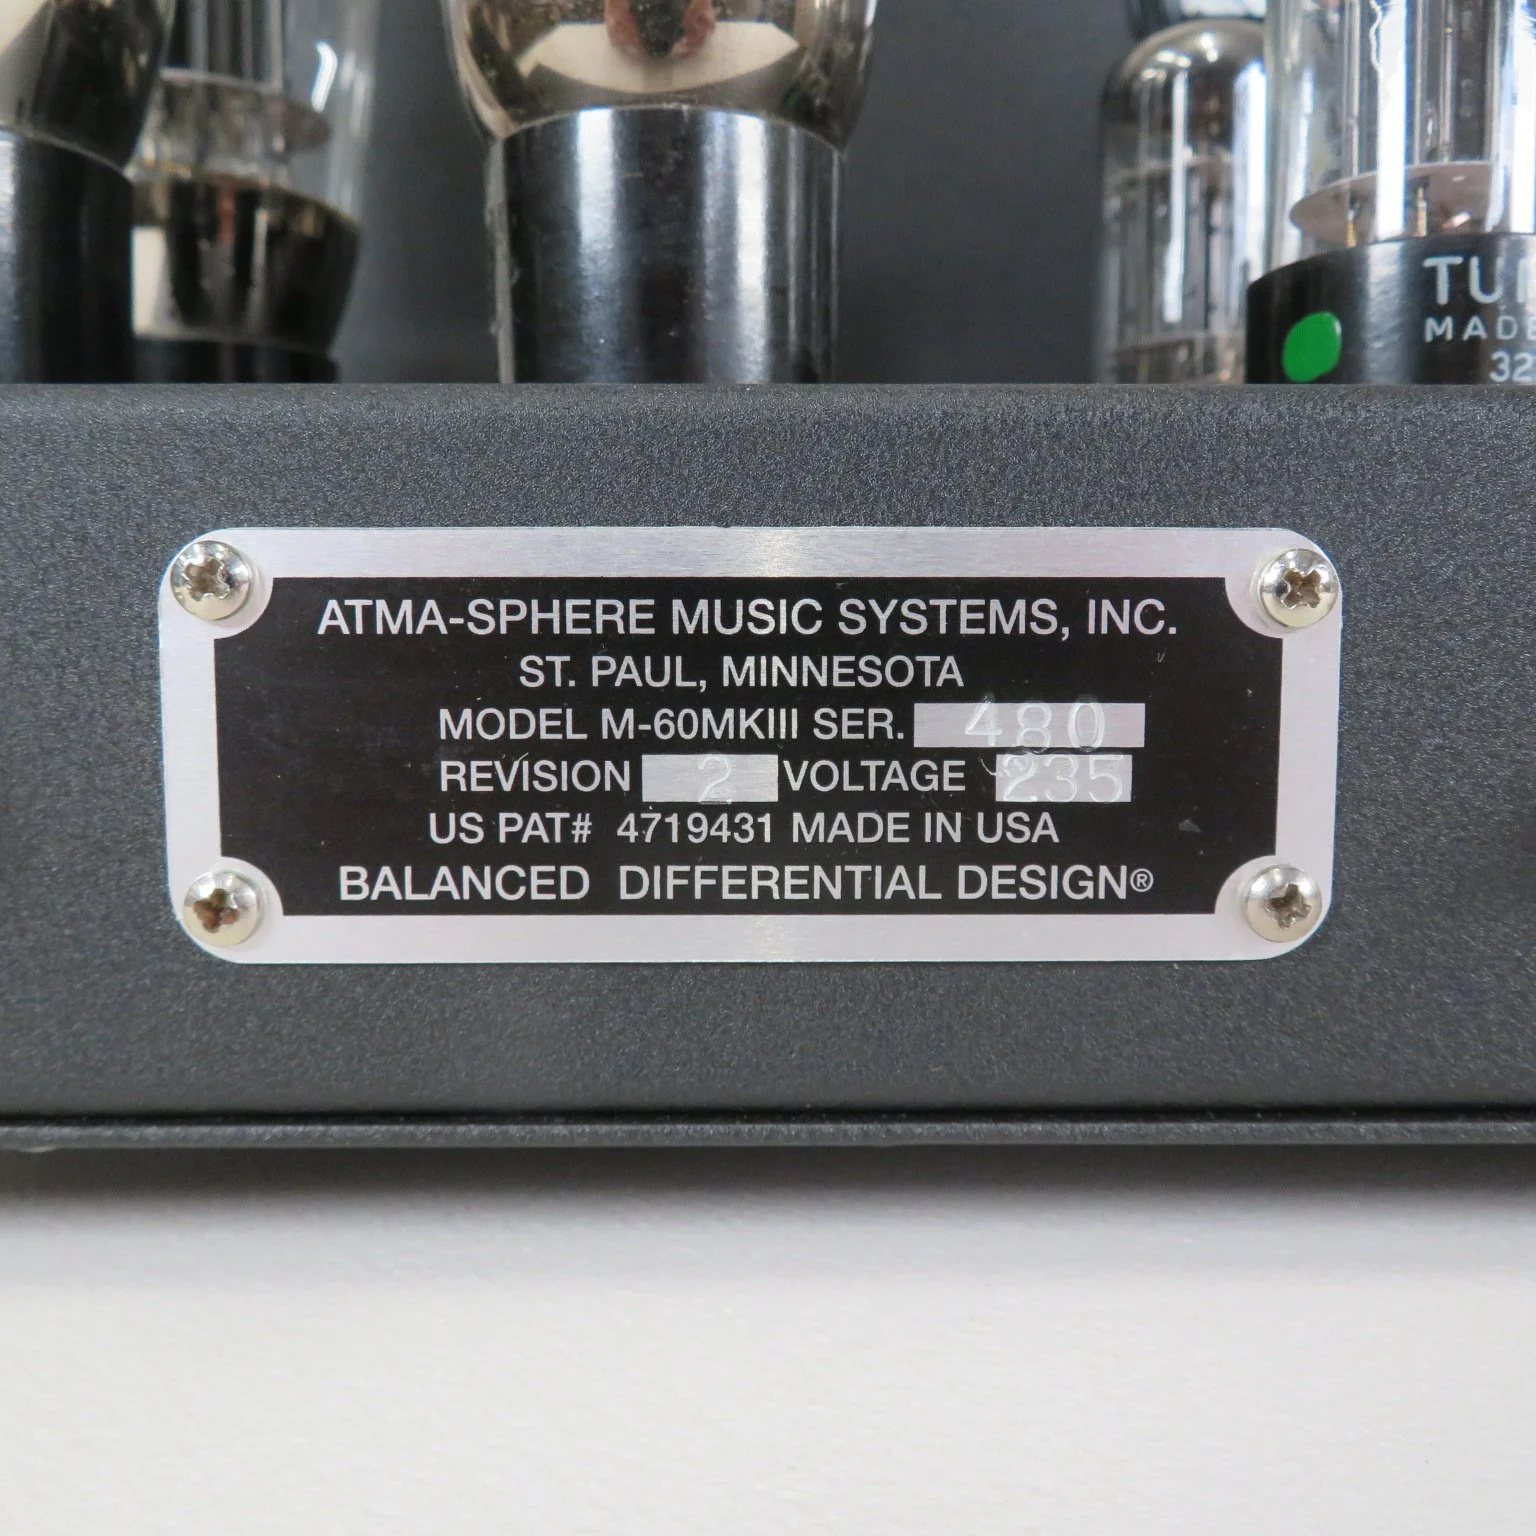 TU
MADE
32
ATMA-SPHERE MUSIC SYSTEMS, INC.
ST. PAUL, MINNESOTA
MODEL M-60MKIII SER. 480
REVISION 2 VOLTAGE 235
US PAT# 4719431 MADE IN USA
BALANCED DIFFERENTIAL DESIGN®